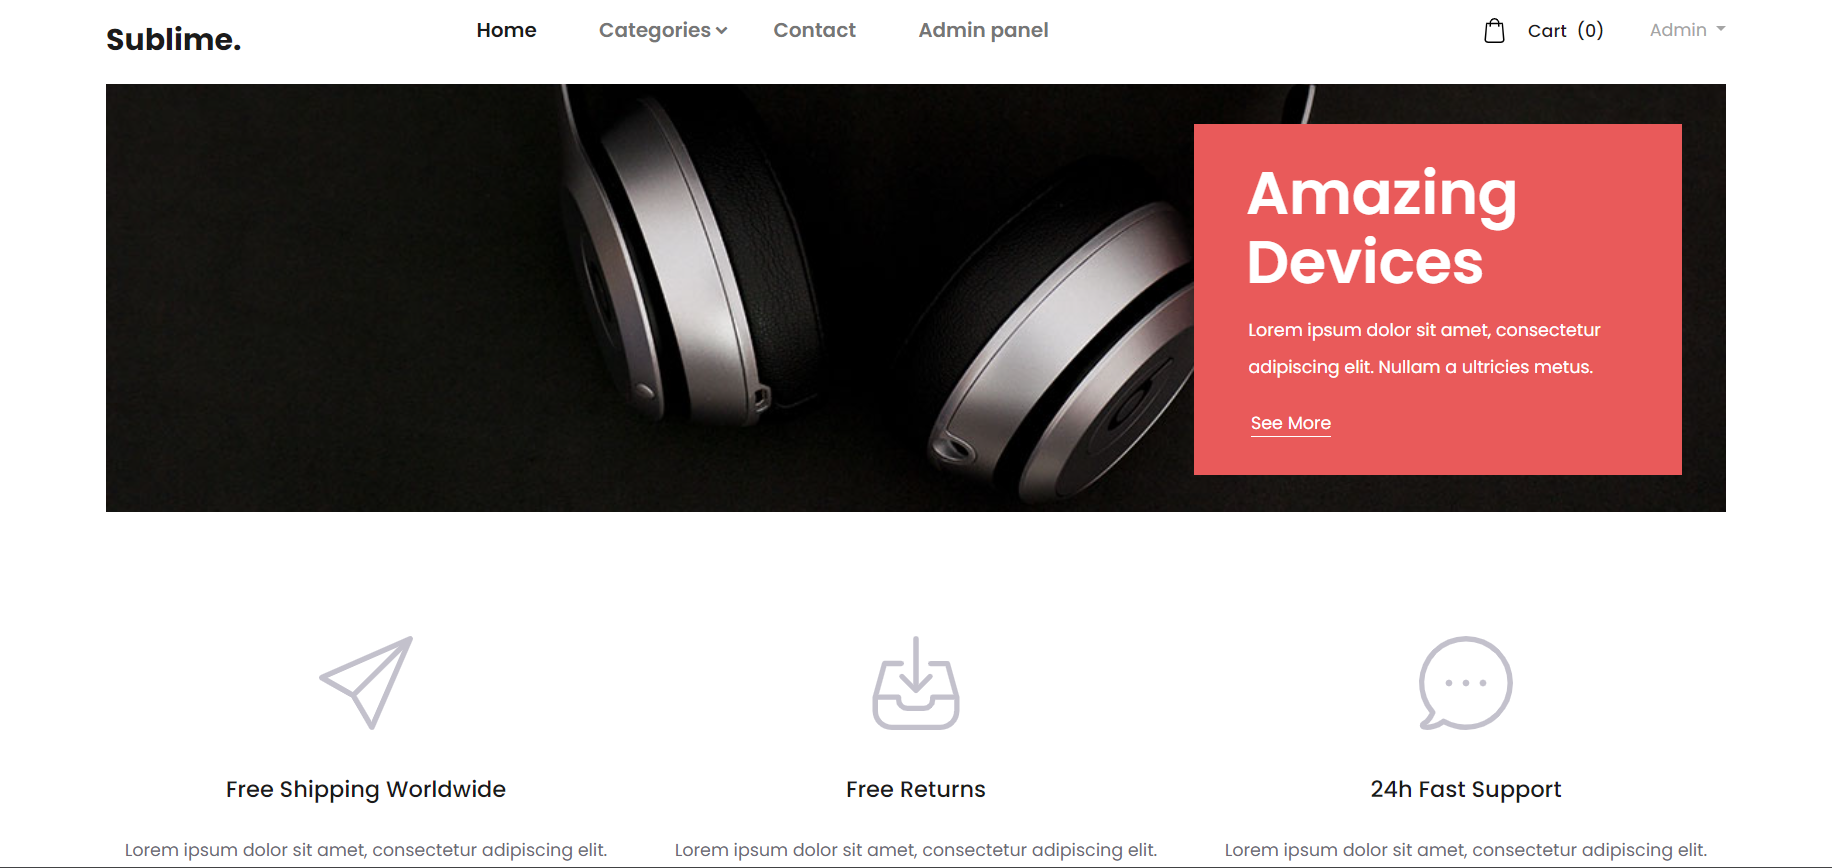 Sublime.
Home Categories Contact Admin panel
Cart (0) Admin
Amazing
Devices
Lorem ipsum dolor sit amet, consectetur
adipiscing elit. Nullam a ultricies metus.
See More
Free Shipping Worldwide
Free Returns
24h Fast Support
Lorem ipsum dolor sit amet, consectetur adipiscing elit.
Lorem ipsum dolor sit amet, consectetur adipiscing elit.
Lorem ipsum dolor sit amet, consectetur adipiscing elit.